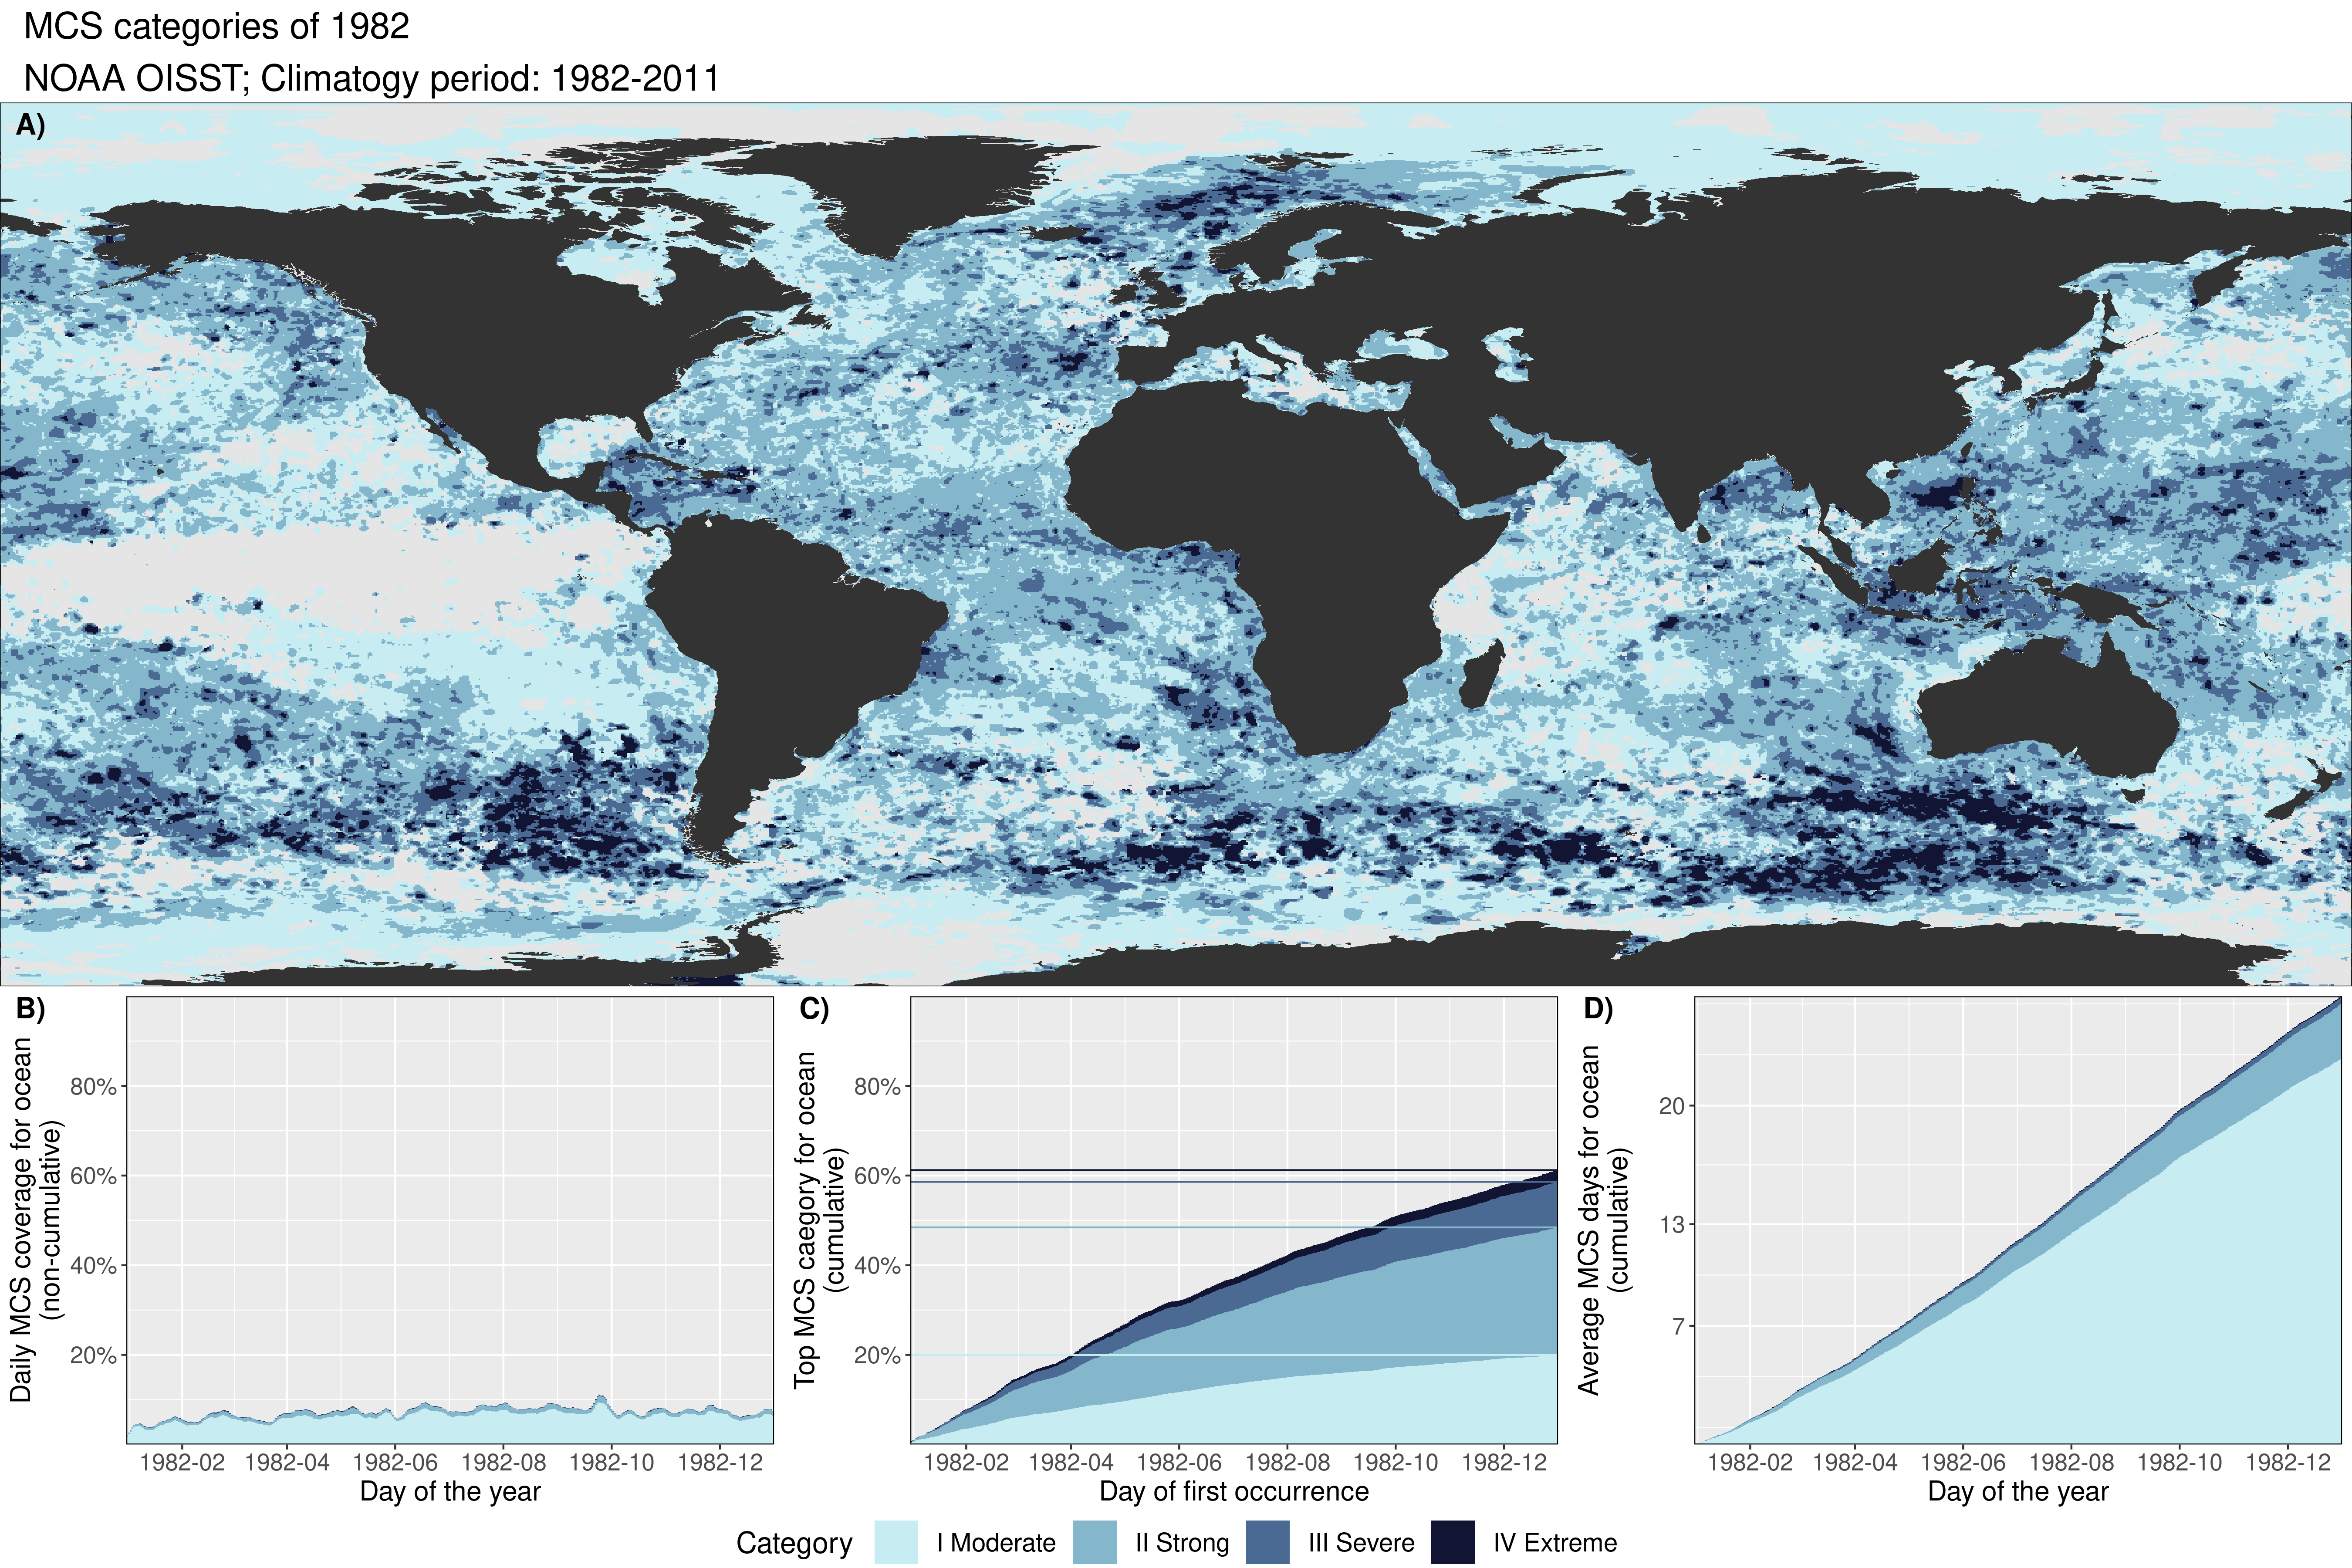 MCS categories of 1982
NOAA OISST; Climatogy period: 1982-2011
A)
B)
Daily MCS coverage for ocean
(non-cumulative)
80%
60%
40%
20%
1982-02 1982-04 1982-06 1982-08 1982-10 1982-12
Day of the year
C)
Top MCS caegory for ocean
(cumulative)
80%
60%
40%
20%
1982-02 1982-04 1982-06 1982-08 1982-10 1982-12
Day of first occurrence
D)
Average MCS days for ocean
(cumulative)
20
13
7
1982-02 1982-04 1982-06 1982-08 1982-10 1982-12
Day of the year
Category I Moderate II Strong III Severe IV Extreme